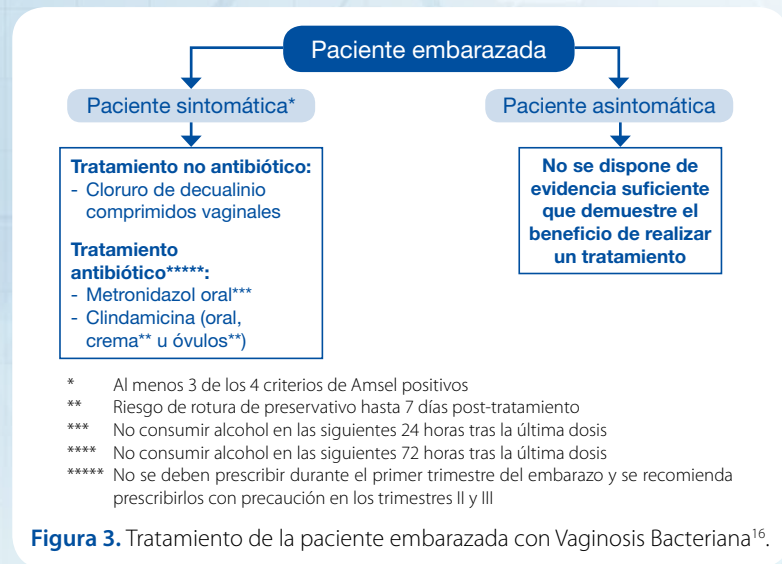 Paciente embarazada
Paciente sintomática*
Tratamiento no antibiótico:
- Cloruro de decualinio
comprimidos vaginales
Tratamiento
antibiótico*****:
- Metronidazol oral***
- Clindamicina (oral,
crema** u óvulos**)
Paciente asintomática
No se dispone de
evidencia suficiente
que demuestre el
beneficio de realizar
un tratamiento
* Al menos 3 de los 4 criterios de Amsel positivos
** Riesgo de rotura de preservativo hasta 7 días post-tratamiento
*** No consumir alcohol en las siguientes 24 horas tras la última dosis
**** No consumir alcohol en las siguientes 72 horas tras la última dosis
***** No se deben prescribir durante el primer trimestre del embarazo y se recomienda
prescribirlos con precaución en los trimestres II y III
Figura 3. Tratamiento de la paciente embarazada con Vaginosis Bacteriana16.